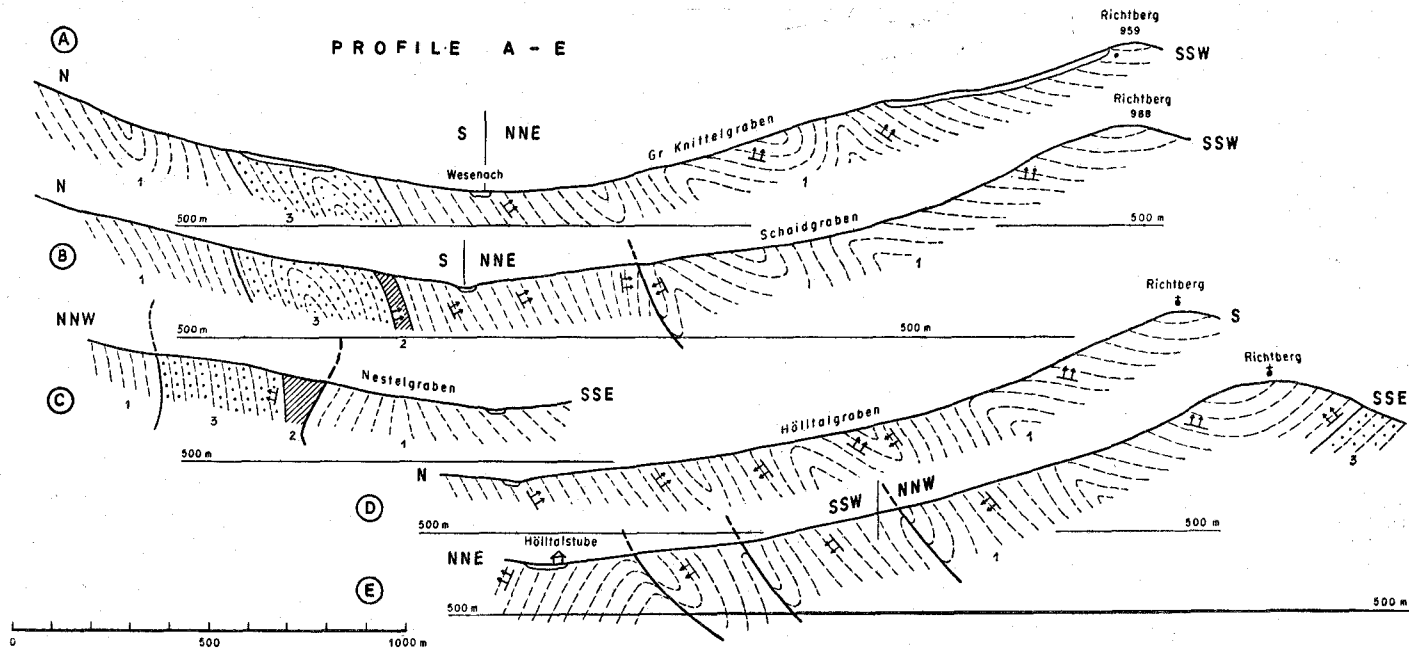 PROFILE A - E
A
N
S NNE
Wesenach
Gr Knittelgraben
Richtberg
959
SSW
1
3
1
500 m
500 m
B
N
S NNE
Schaidgraben
Richtberg
988
SSW
1
3
2
1
500 m
500 m
C
NNW
Nestelgraben
SSE
1
3
2
1
500 m
D
N
Hölltalgraben
Richtberg
S
1
500 m
500 m
E
NNE
Hölltalstube
SSW NNW
Richtberg
SSE
1
3
500 m
500 m
0 500 1000 m